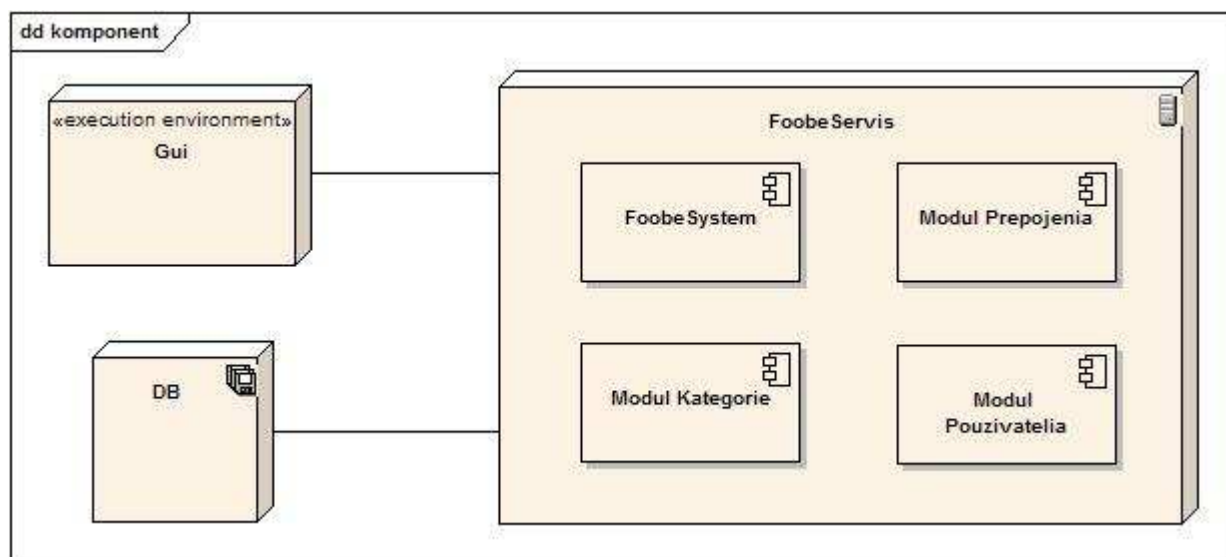 dd komponent
«execution environment»
Gui
FoobeServis
FoobeSystem
Modul Prepojenia
DB
Modul Kategorie
Modul
Pouzivatelia